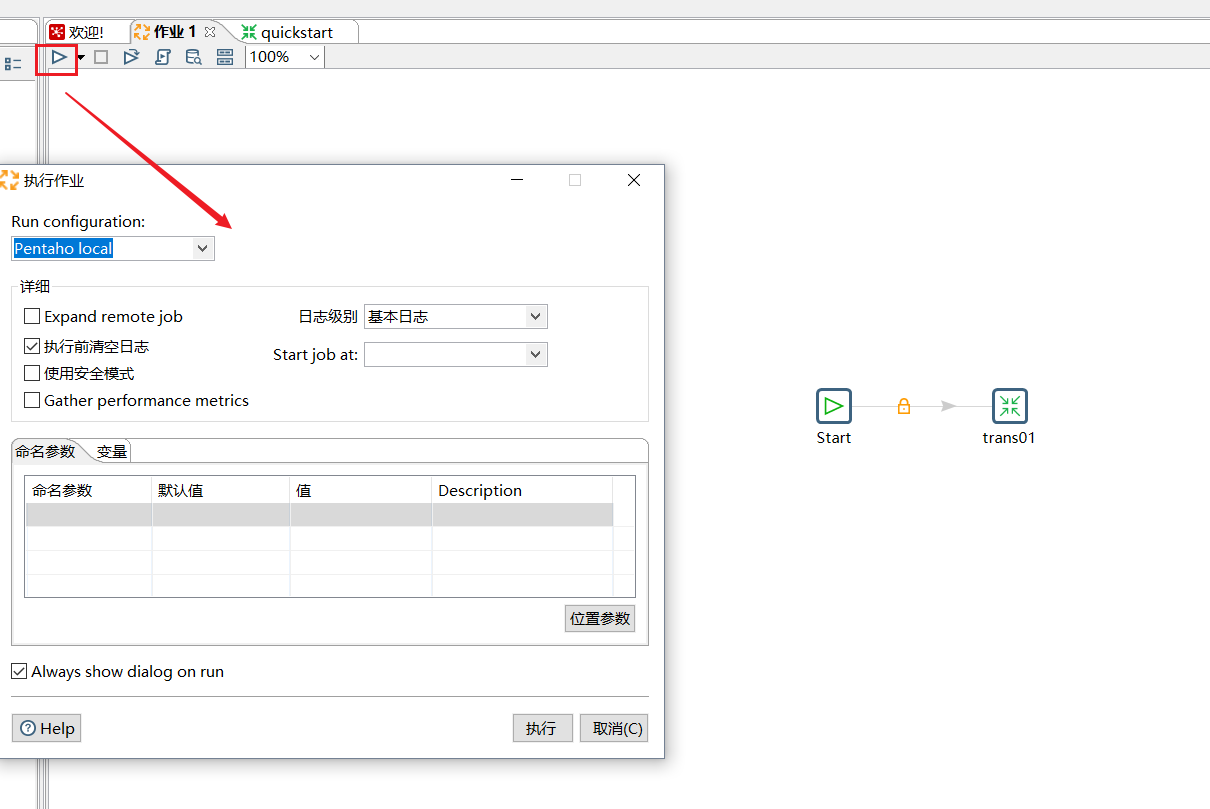 欢迎!
作业 1
quickstart
100%
执行作业
Run configuration:
Pentaho local
详细
Expand remote job
日志级别
基本日志
执行前清空日志
Start job at:
使用安全模式
Gather performance metrics
命名参数
变量
命名参数 默认值 值 Description
位置参数
Always show dialog on run
Help
执行
取消(C)
Start
trans01